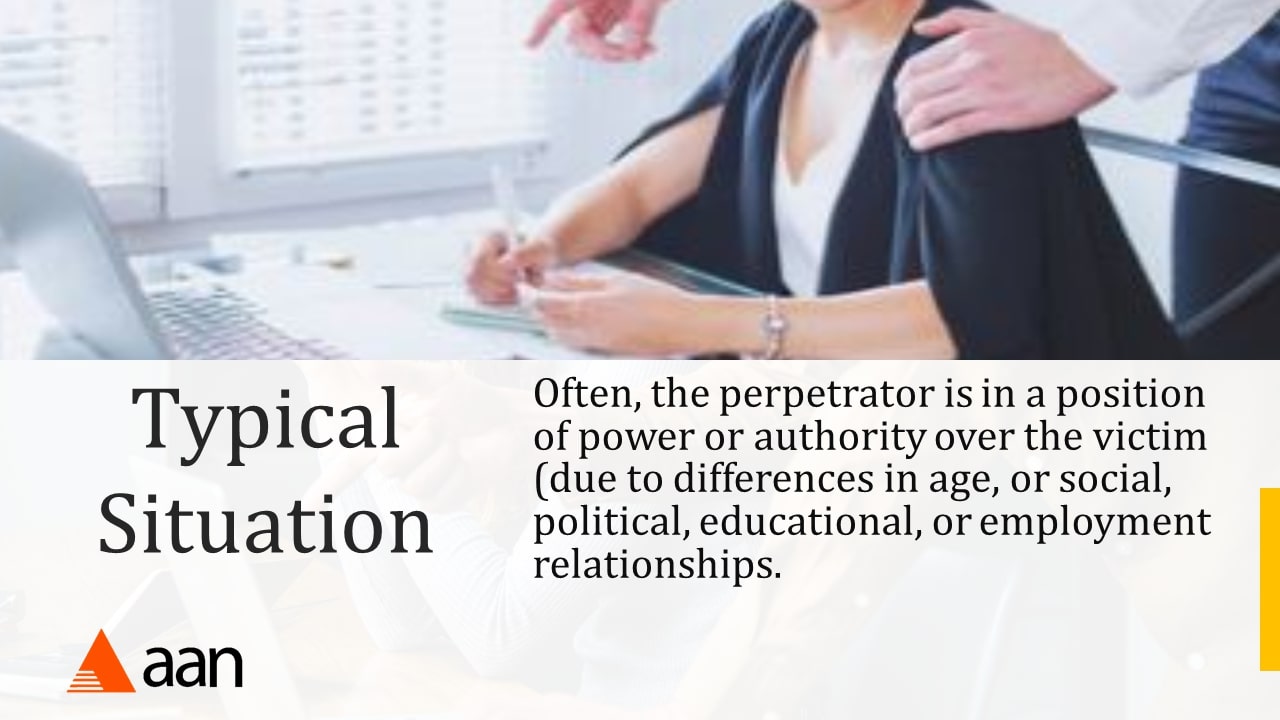 Typical
Situation
Often, the perpetrator is in a position
of power or authority over the victim
(due to differences in age, or social,
political, educational, or employment
relationships.
aan